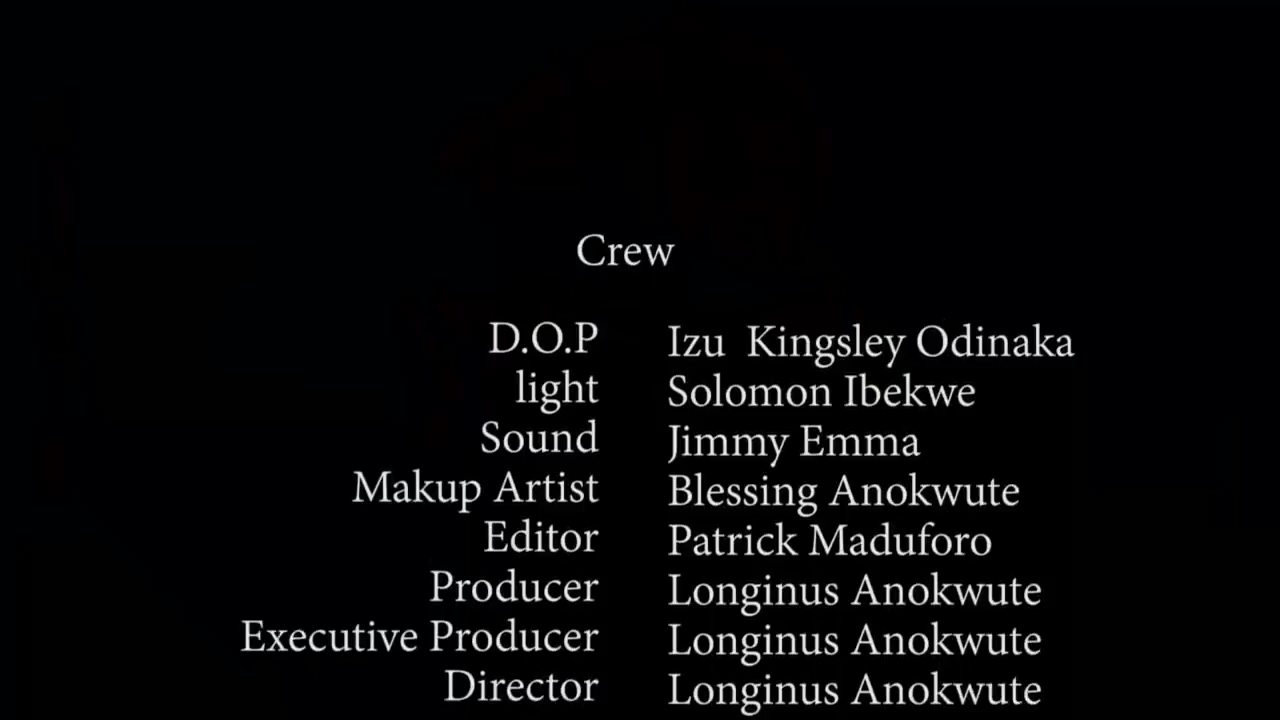 Crew
D.O.P Izu Kingsley Odinaka
light Solomon Ibekwe
Sound Jimmy Emma
Makup Artist Blessing Anokwute
Editor Patrick Maduforo
Producer Longinus Anokwute
Executive Producer Longinus Anokwute
Director Longinus Anokwute